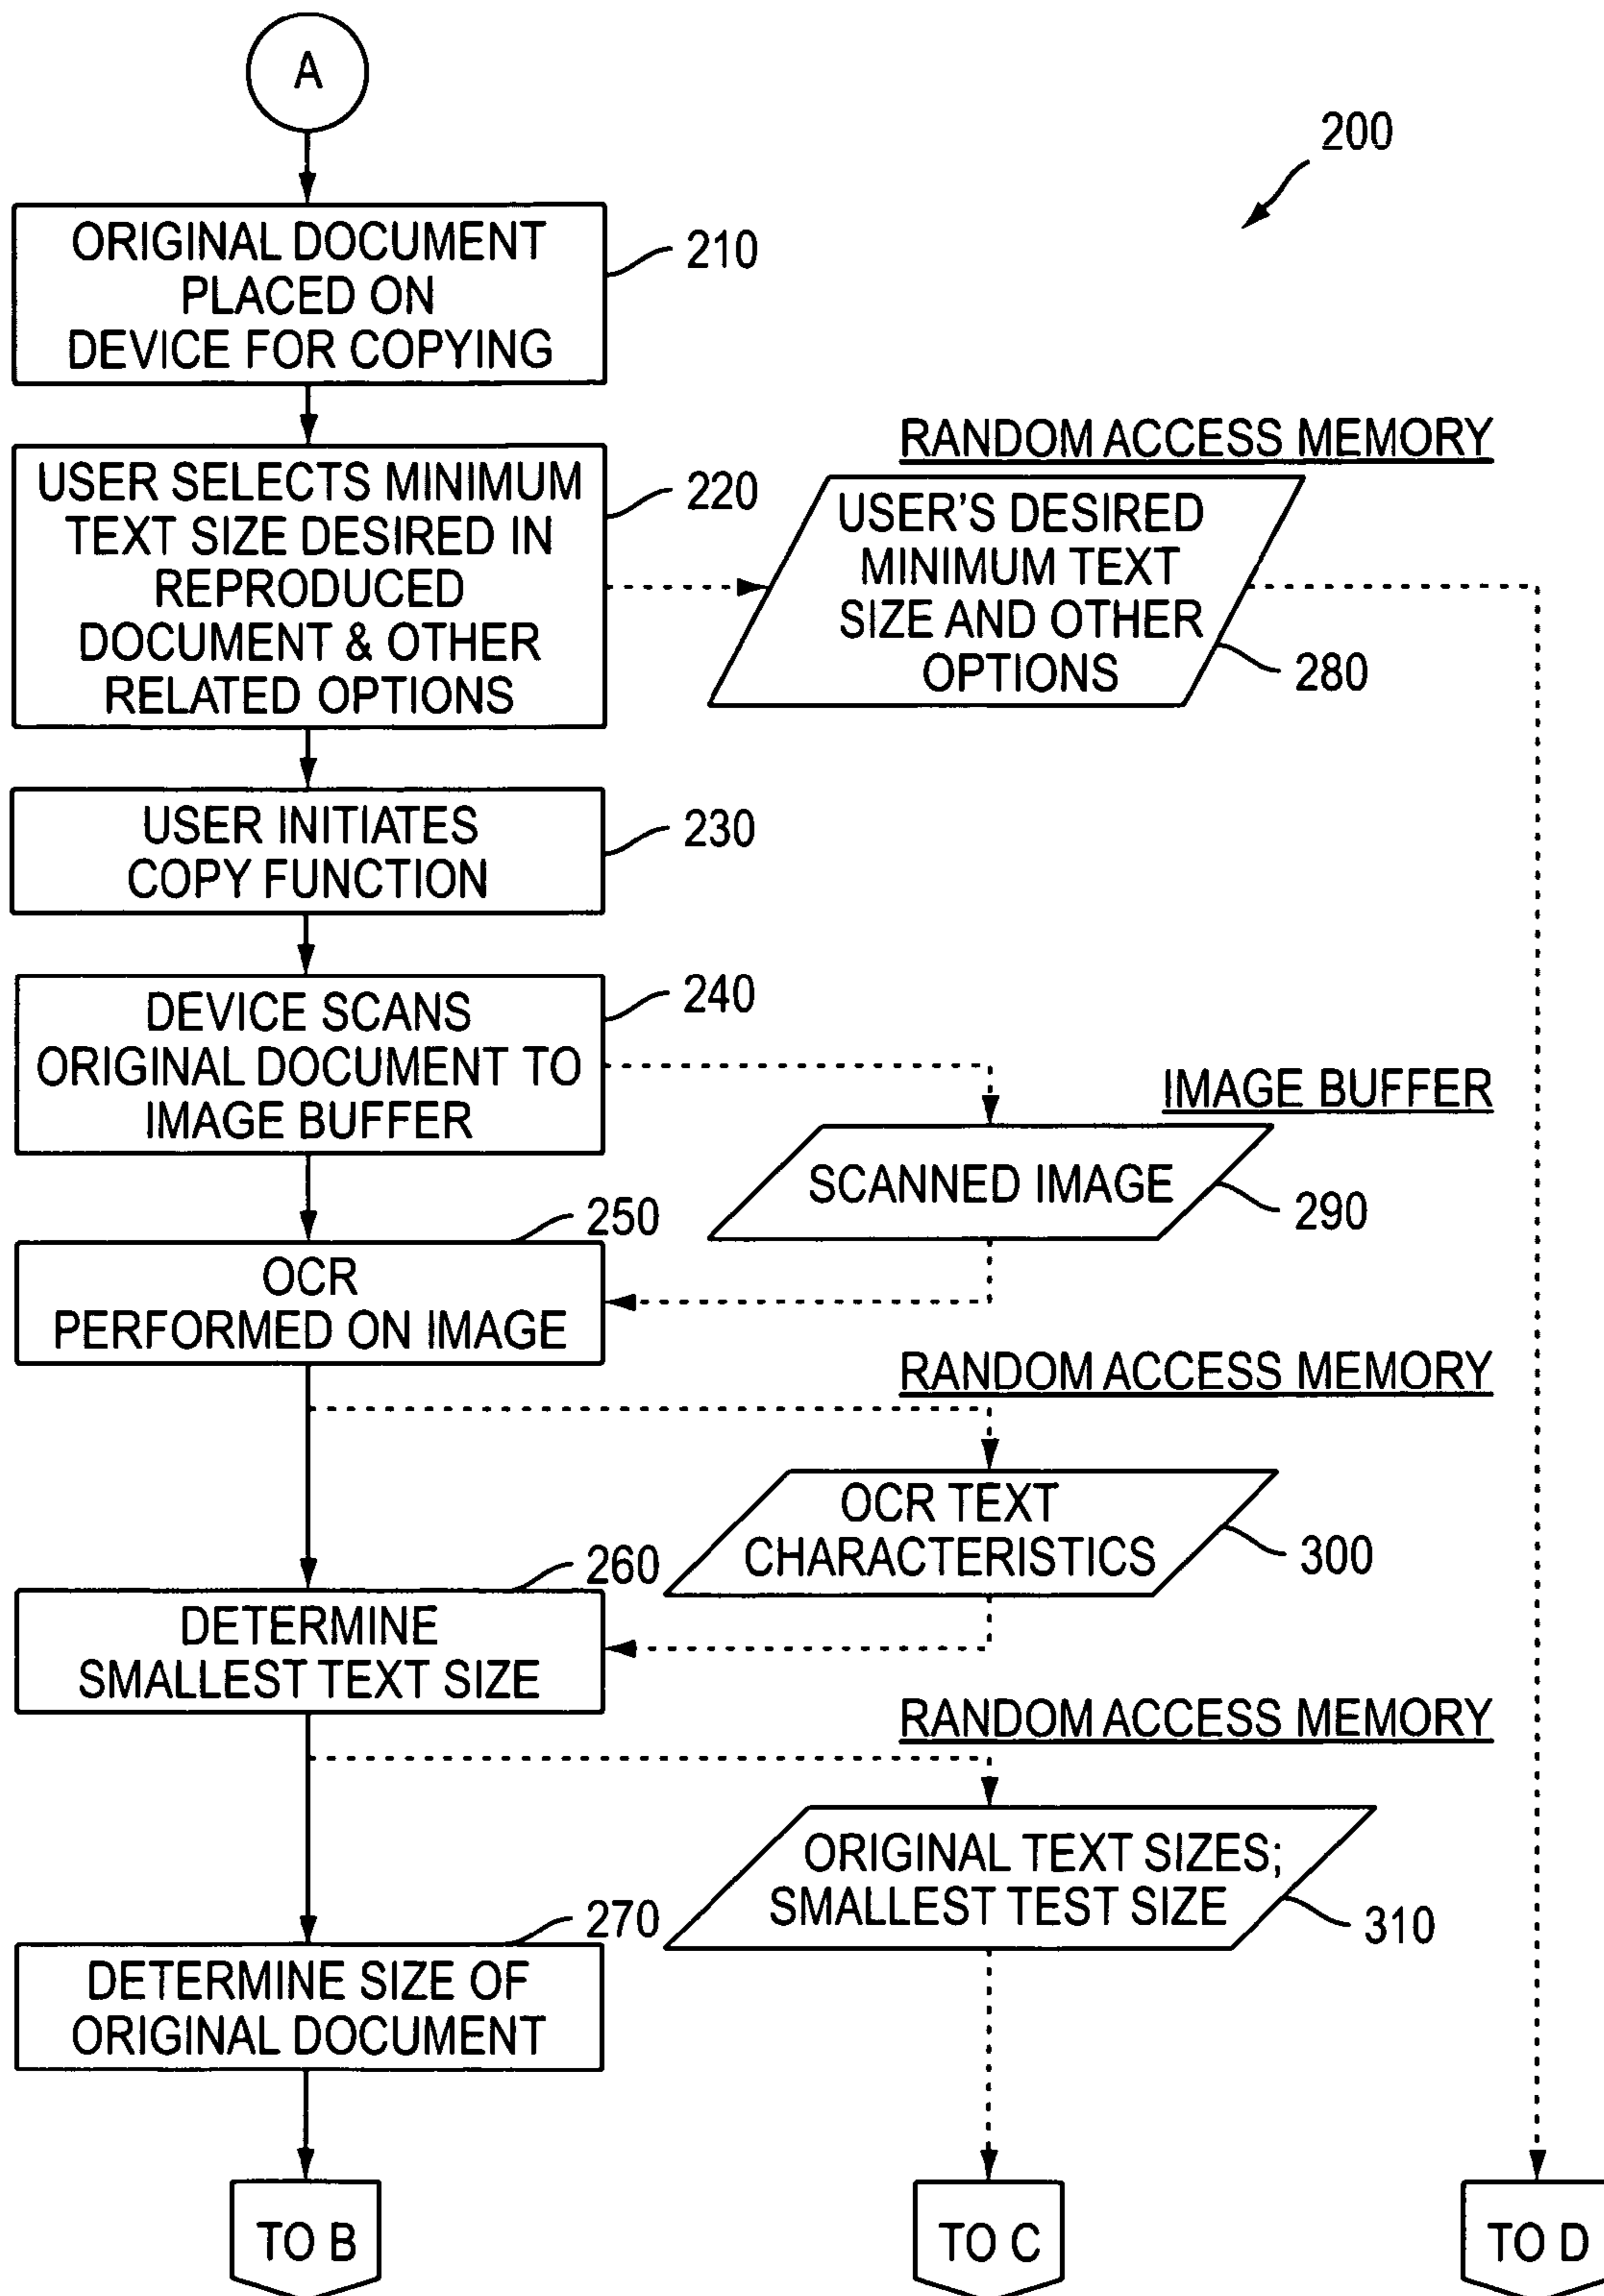 A
200
ORIGINAL DOCUMENT
PLACED ON
DEVICE FOR COPYING
210
RANDOM ACCESS MEMORY
USER SELECTS MINIMUM
TEXT SIZE DESIRED IN
REPRODUCED
DOCUMENT & OTHER
RELATED OPTIONS
220
USER'S DESIRED
MINIMUM TEXT
SIZE AND OTHER
OPTIONS
280
USER INITIATES
COPY FUNCTION
230
DEVICE SCANS
ORIGINAL DOCUMENT TO
IMAGE BUFFER
240
IMAGE BUFFER
SCANNED IMAGE
290
250
OCR
PERFORMED ON IMAGE
RANDOM ACCESS MEMORY
OCR TEXT
CHARACTERISTICS
300
260
DETERMINE
SMALLEST TEXT SIZE
RANDOM ACCESS MEMORY
ORIGINAL TEXT SIZES;
SMALLEST TEST SIZE
310
270
DETERMINE SIZE OF
ORIGINAL DOCUMENT
TO B
TO C
TO D